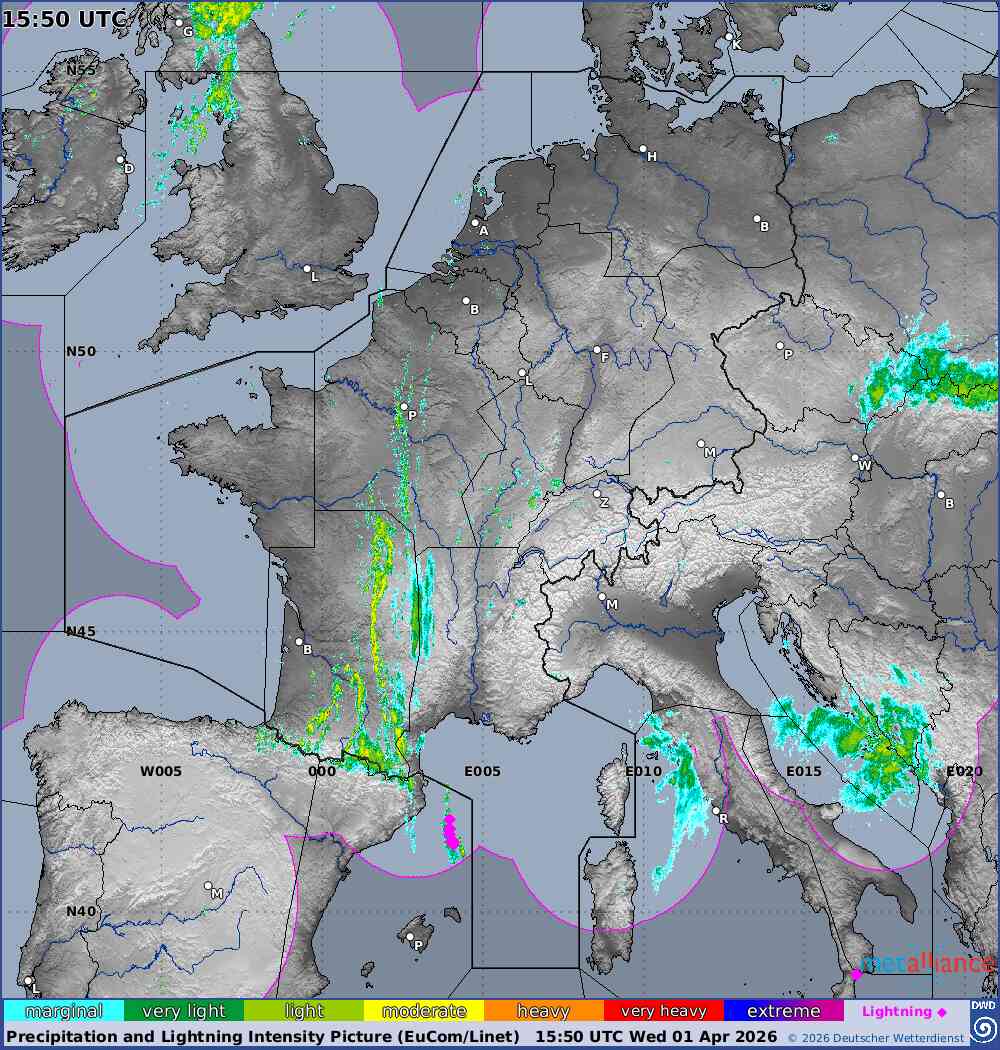 15:50 UTC
G
K
N55
D
H
A
B
L
B
N50
P
F
L
P
M
W
Z
B
M
N45
B
W005
000
E005
E010
E015
E020
R
M
N40
P
metalliance
L
marginal very light light moderate heavy very heavy extreme Lightning ◆ DWD
Precipitation and Lightning Intensity Picture (EuCom/Linet) 15:50 UTC Wed 01 Apr 2026 © 2026 Deutscher Wetterdienst